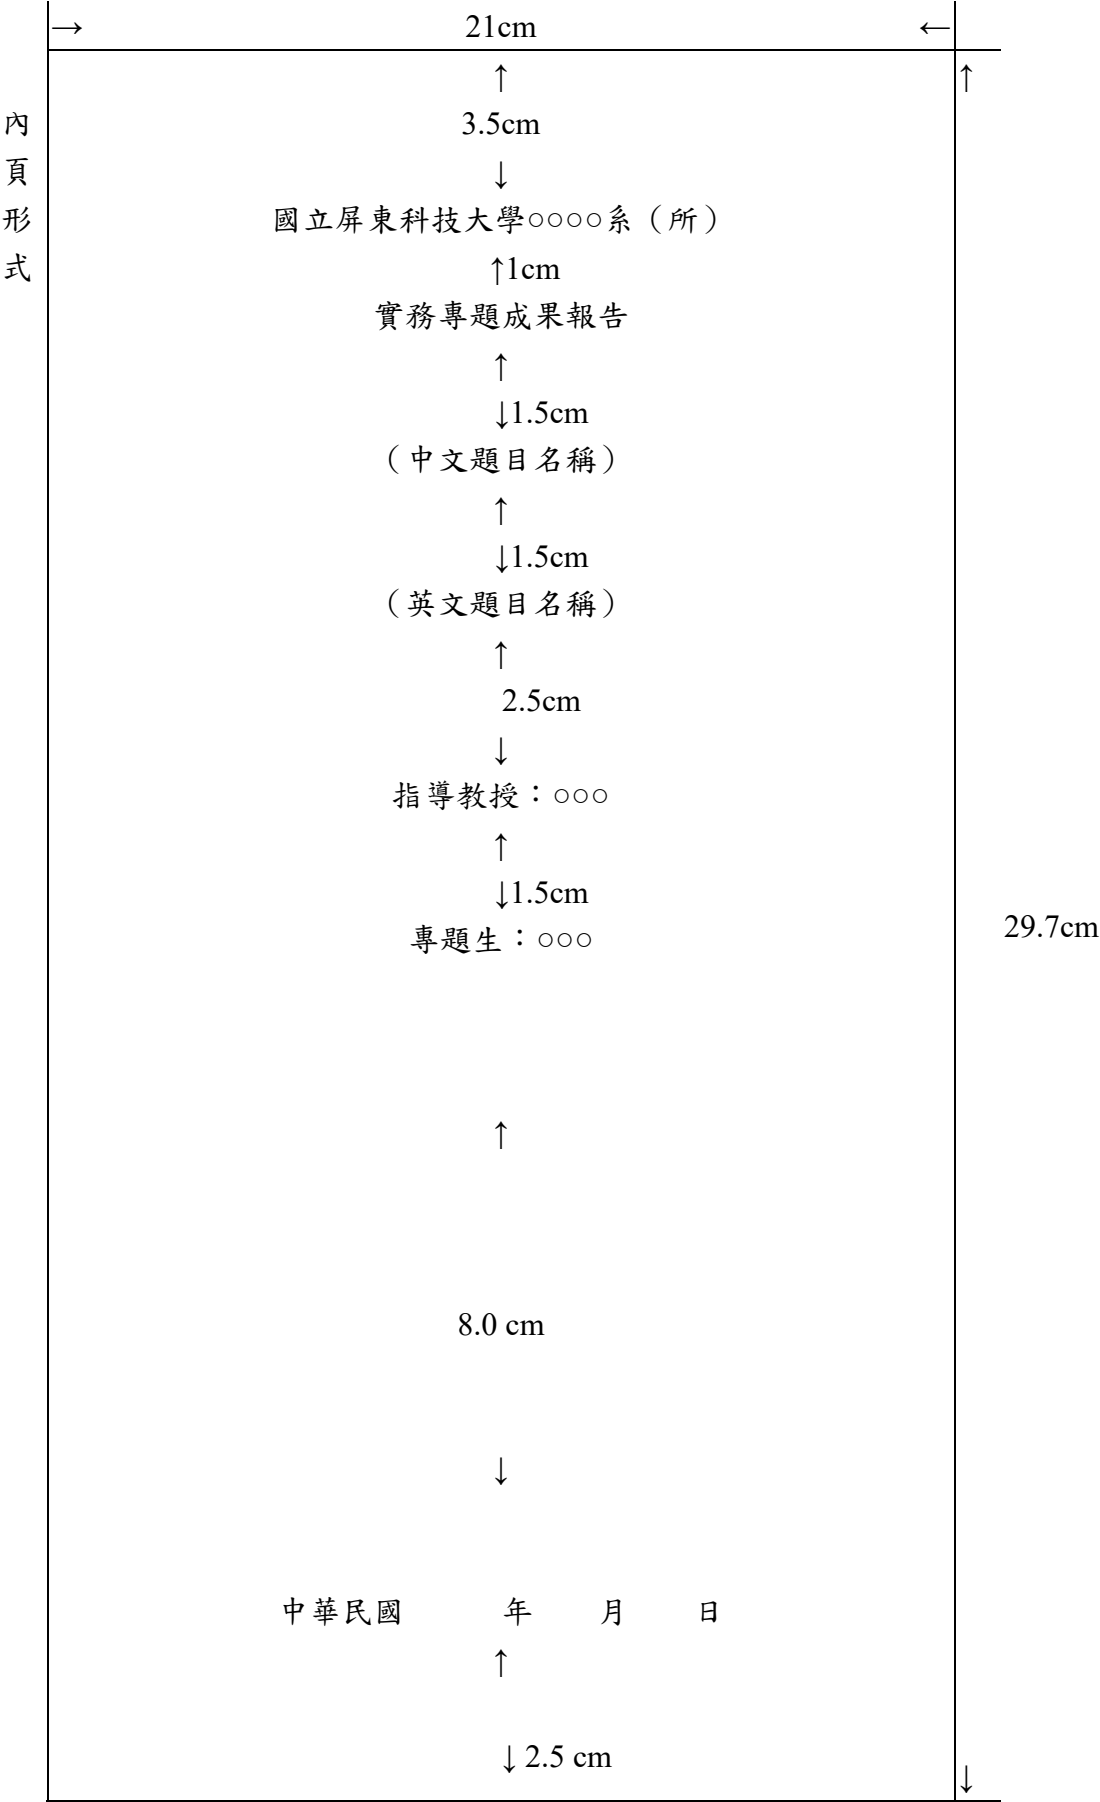 → 21cm ←
↑ ↑
內頁形式
3.5cm
↓
國立屏東科技大學○○○○系（所）
↑1cm
實務專題成果報告
↑
↓1.5cm
（中文題目名稱）
↑
↓1.5cm
（英文題目名稱）
↑
2.5cm
↓
指導教授：○○○
↑
↓1.5cm
專題生：○○○
29.7cm
↑
8.0 cm
↓
中華民國 年 月 日
↑
↓ 2.5 cm
↓